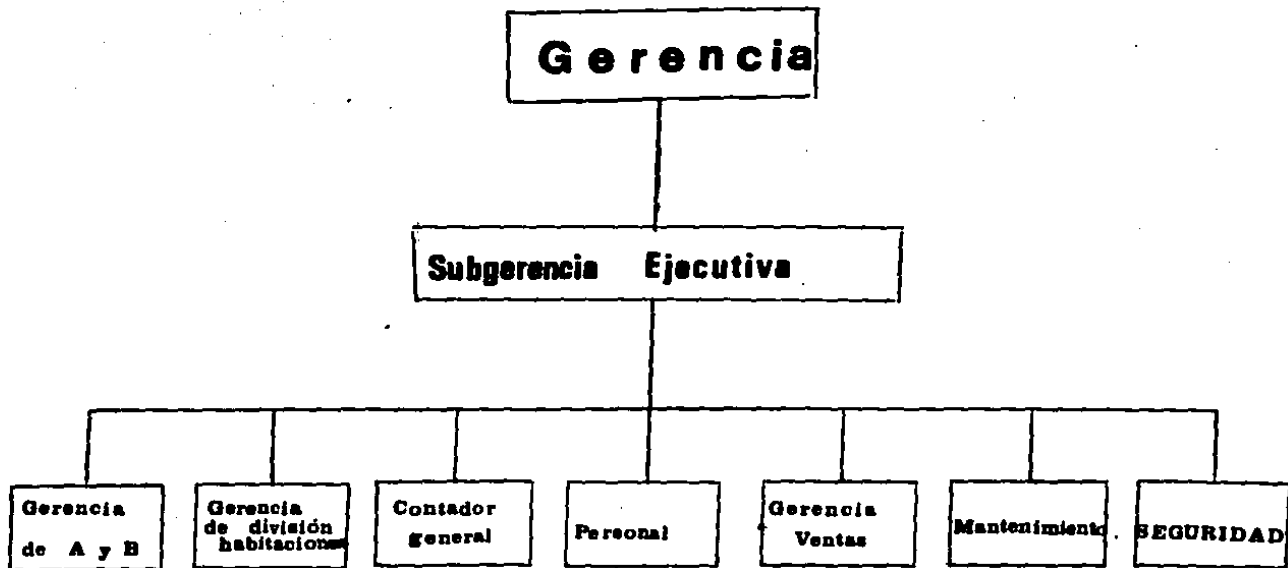 Gerencia
Subgerencia Ejecutiva
Gerencia
de A y B
Gerencia
de división
habitaciones
Contador
general
Personal
Gerencia
Ventas
Mantenimiento
SEGURIDAD